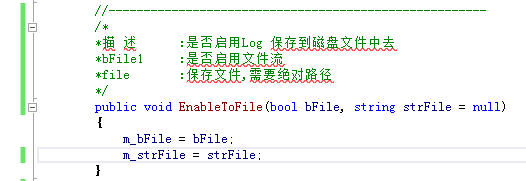 //------------------------------------------------------
/*
*描 述     :是否启用Log 保存到磁盘文件中去
*bFile1    :是否启用文件流
*file      :保存文件,需要绝对路径
*/
public void EnableToFile(bool bFile, string strFile = null)
{
    m_bFile = bFile;
    m_strFile = strFile;
}